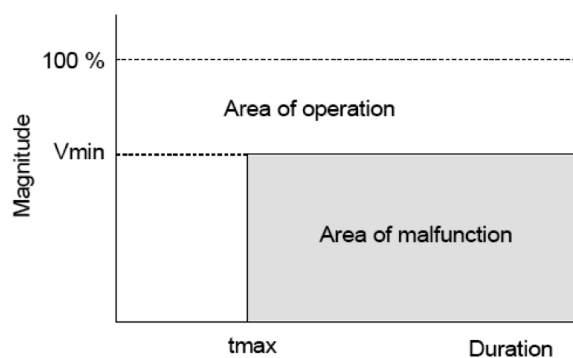 100 %
Area of operation
Vmin
Magnitude
Area of malfunction
tmax
Duration